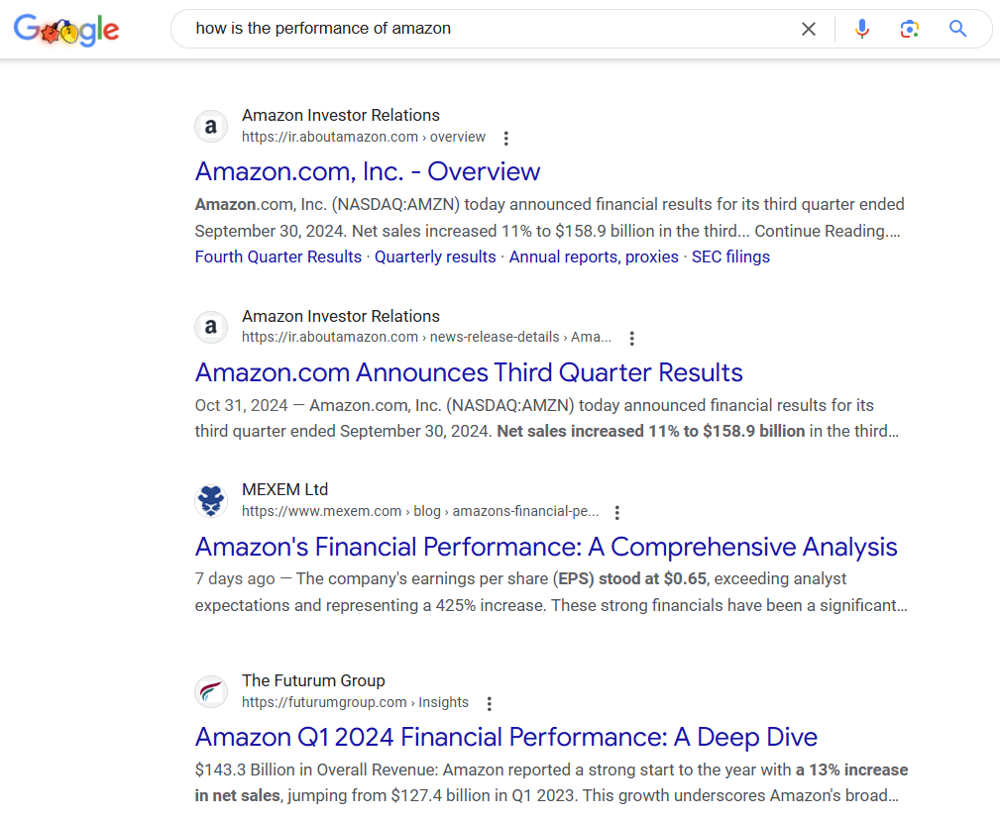 Google
how is the performance of amazon
Amazon Investor Relations
https://ir.aboutamazon.com › overview
Amazon.com, Inc. - Overview
Amazon.com, Inc. (NASDAQ:AMZN) today announced financial results for its third quarter ended
September 30, 2024. Net sales increased 11% to $158.9 billion in the third... Continue Reading....
Fourth Quarter Results · Quarterly results · Annual reports, proxies · SEC filings
a
Amazon Investor Relations
https://ir.aboutamazon.com › news-release-details › Ama...
Amazon.com Announces Third Quarter Results
Oct 31, 2024 — Amazon.com, Inc. (NASDAQ:AMZN) today announced financial results for its
third quarter ended September 30, 2024. Net sales increased 11% to $158.9 billion in the third...
a
MEXEM Ltd
https://www.mexem.com › blog › amazons-financial-pe...
Amazon's Financial Performance: A Comprehensive Analysis
7 days ago — The company's earnings per share (EPS) stood at $0.65, exceeding analyst
expectations and representing a 425% increase. These strong financials have been a significant...
The Futurum Group
https://futurumgroup.com › Insights
Amazon Q1 2024 Financial Performance: A Deep Dive
$143.3 Billion in Overall Revenue: Amazon reported a strong start to the year with a 13% increase
in net sales, jumping from $127.4 billion in Q1 2023. This growth underscores Amazon's broad...